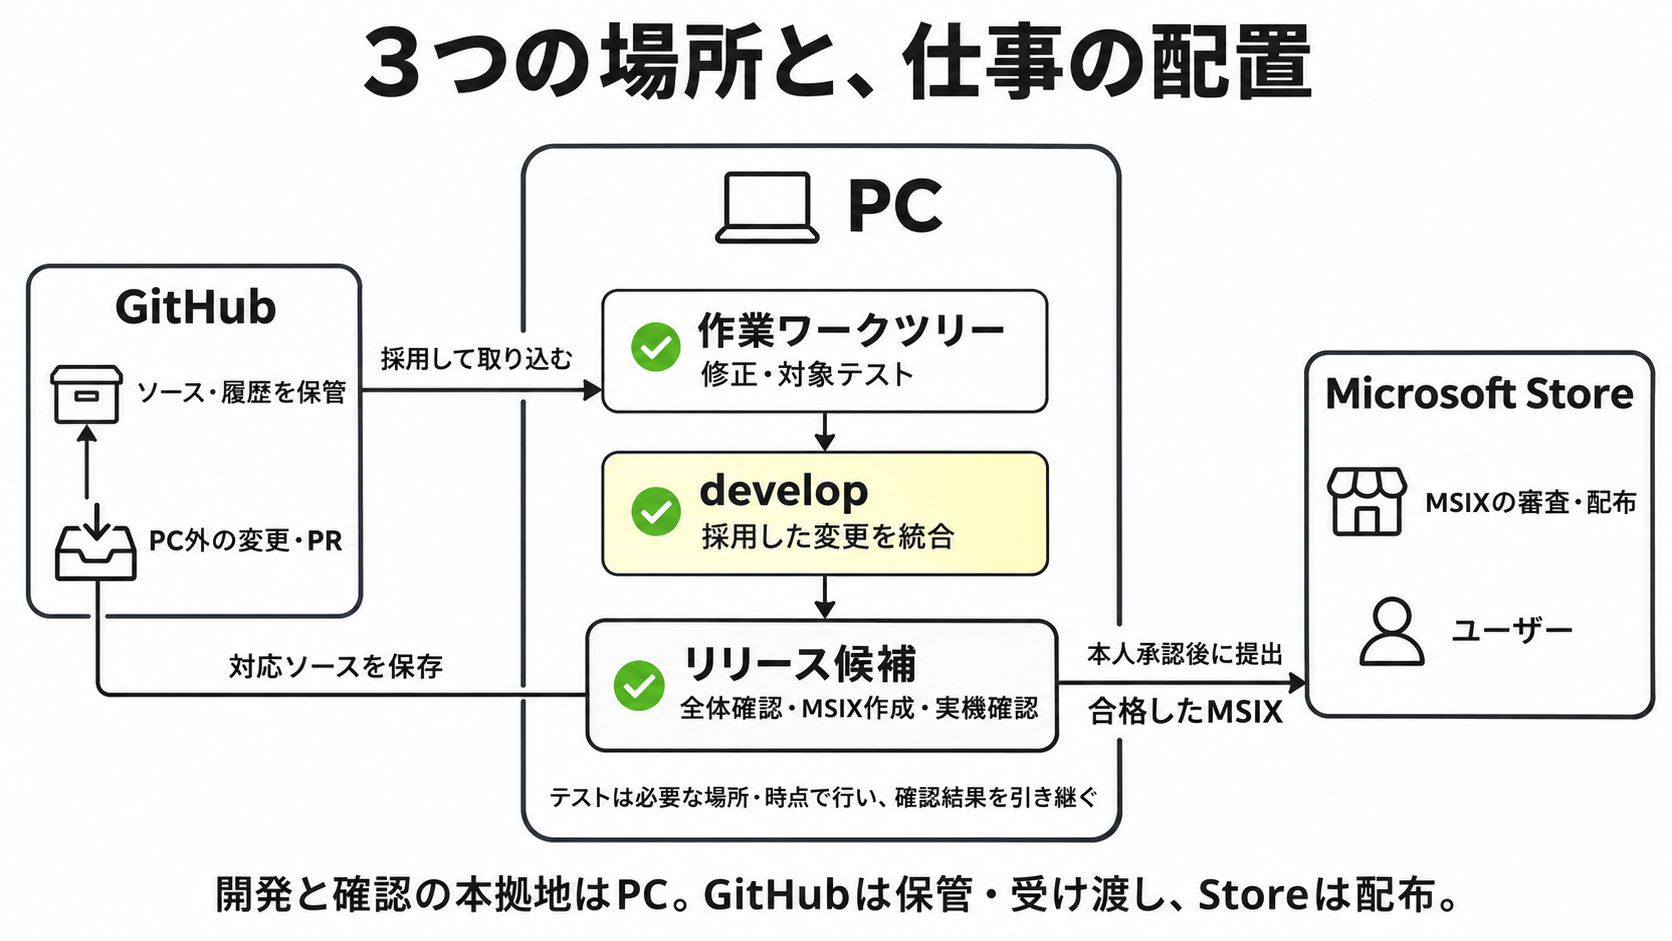 ３つの場所と、仕事の配置
PC
GitHub
ソース・履歴を保管
PC外の変更・PR
採用して取り込む
作業ワークツリー
修正・対象テスト
develop
採用した変更を統合
リリース候補
全体確認・MSIX作成・実機確認
対応ソースを保存
テストは必要な場所・時点で行い、確認結果を引き継ぐ
本人承認後に提出
合格したMSIX
Microsoft Store
MSIXの審査・配布
ユーザー
開発と確認の本拠地はPC。GitHubは保管・受け渡し、Storeは配布。